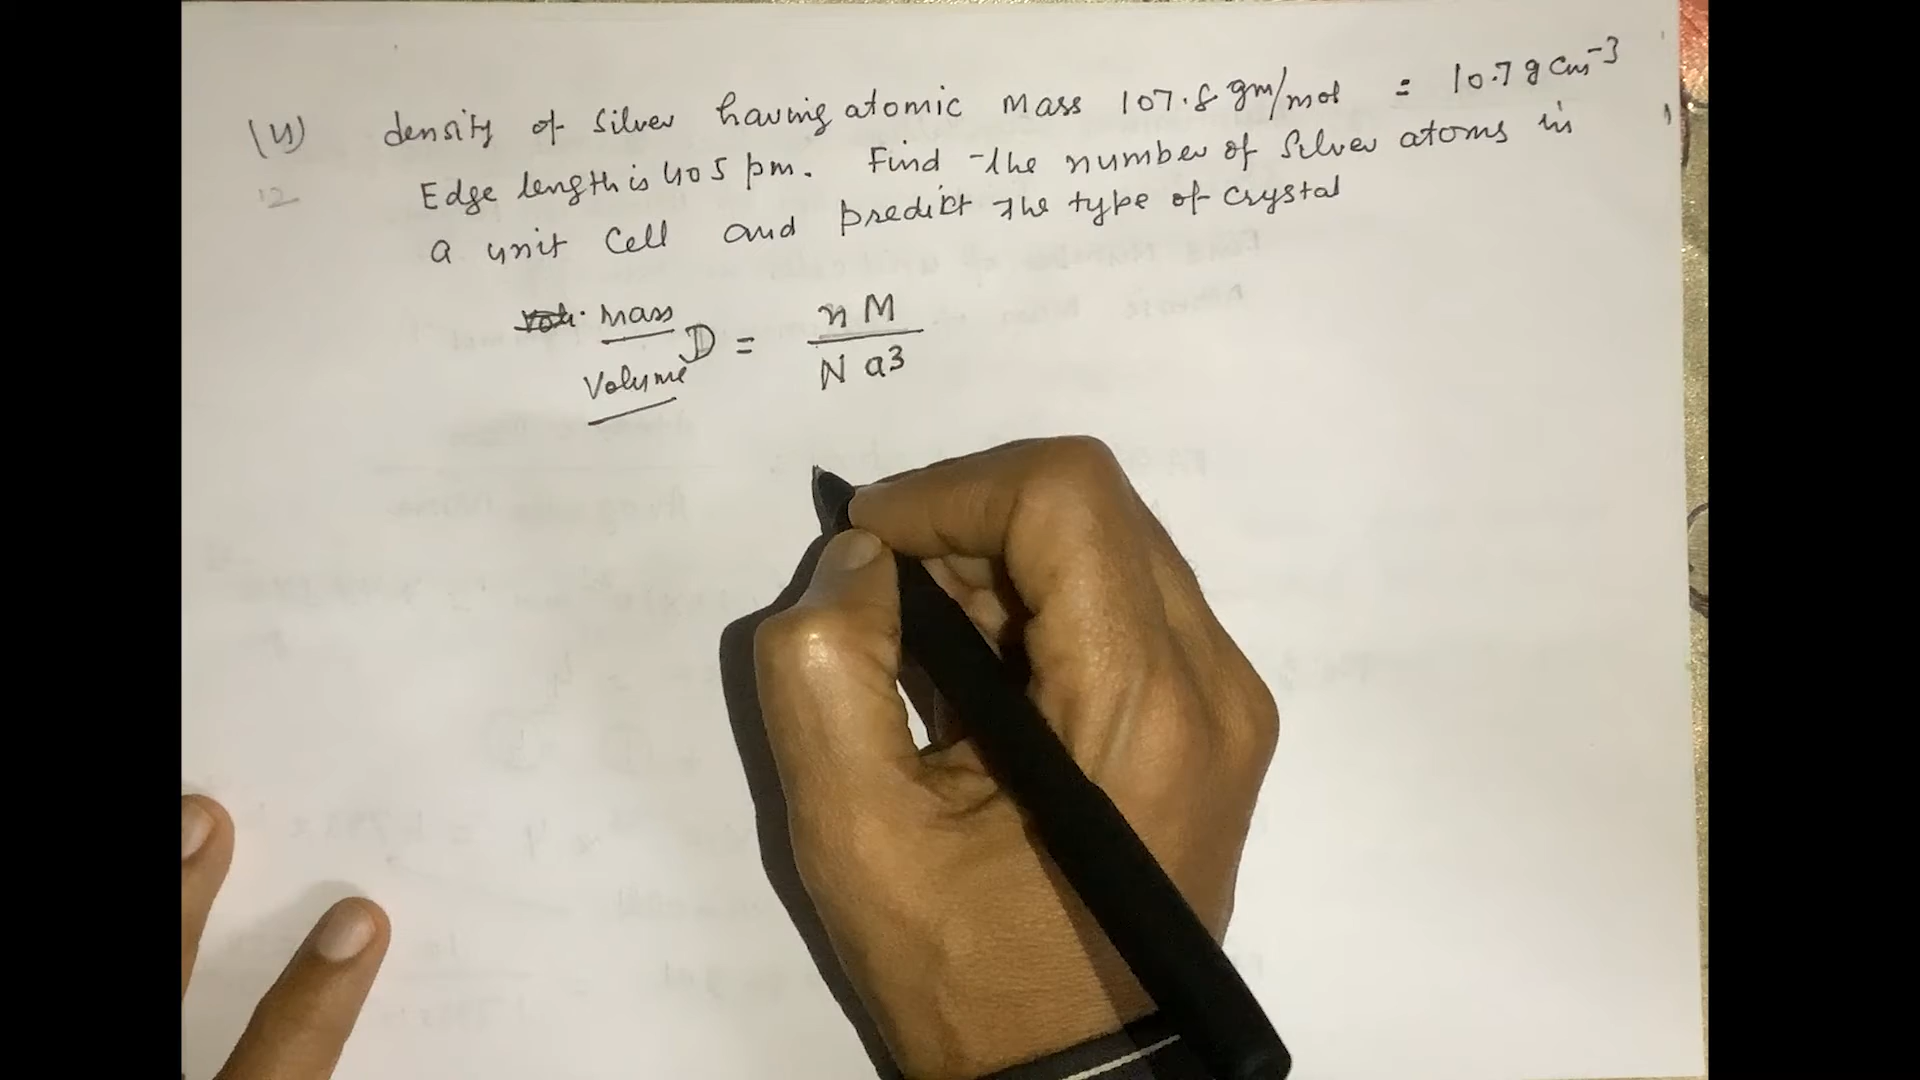 (4) density of Silver having atomic mass 107.8 gm/mol = 10.7 g cm-3
Edge length is 405 pm. Find the number of Silver atoms in
a unit cell and predict the type of crystal
mass
Volume
D = nM
N a3